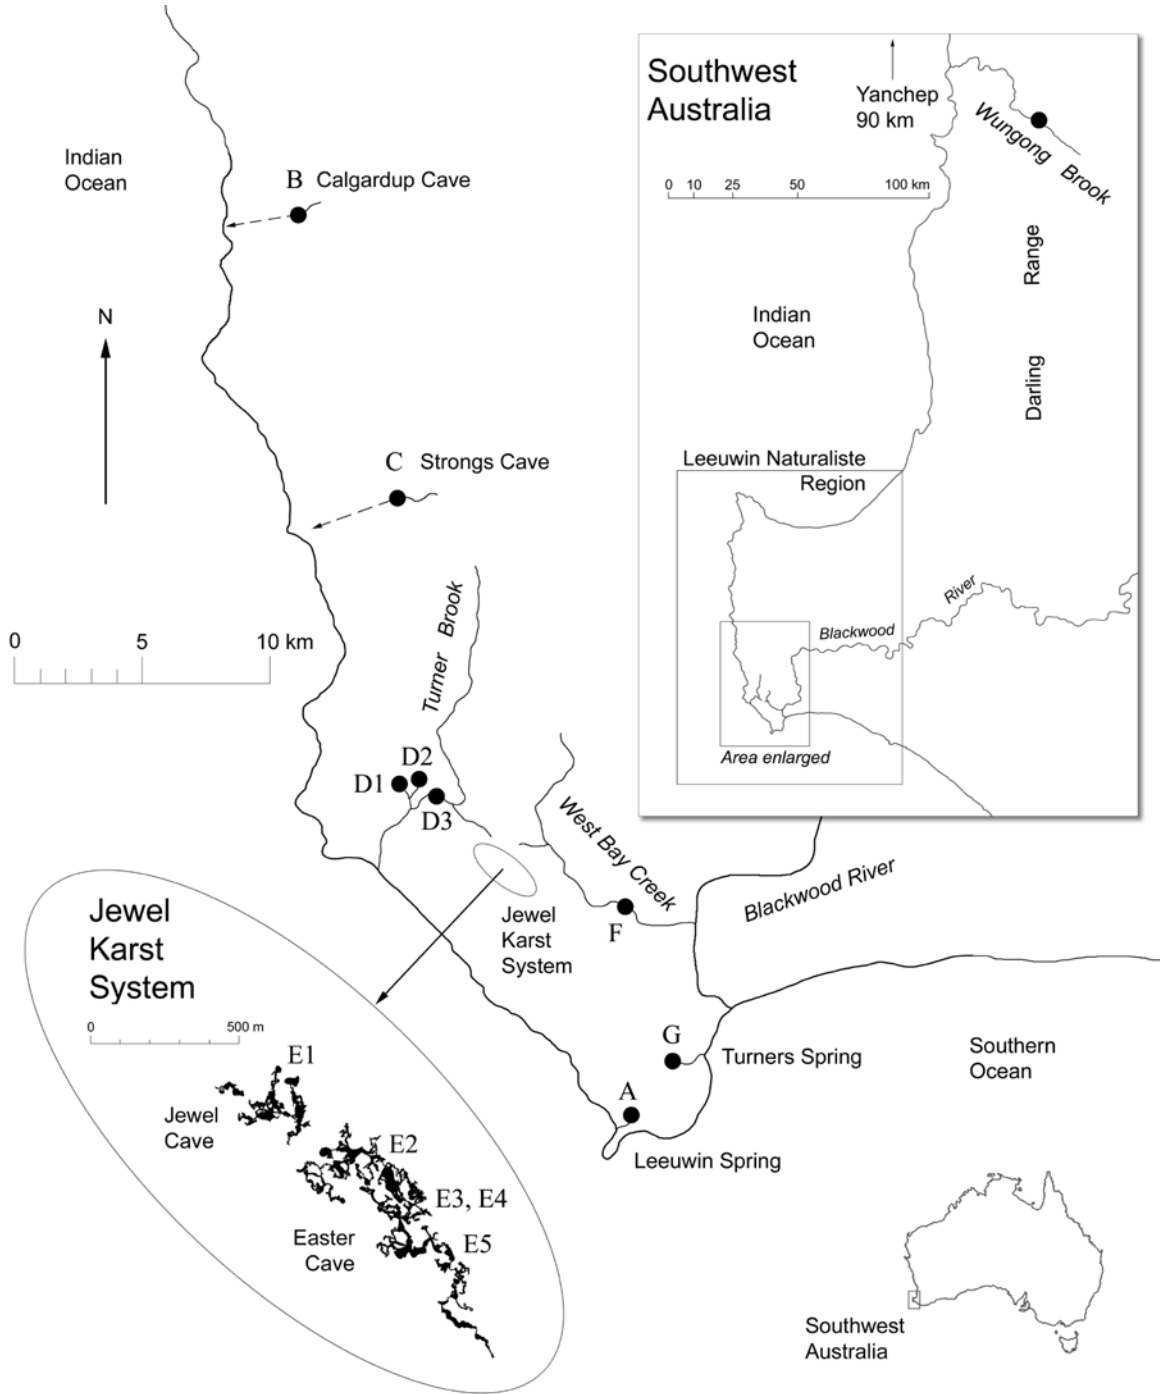 Indian
Ocean
B Calgardup Cave
N
C Strongs Cave
0 5 10 km
Turner Brook
D2
D1
D3
West Bay Creek
F
Blackwood River
Jewel
Karst
System
G
Turners Spring
A
Leeuwin Spring
Southern
Ocean
Jewel
Karst
System
0 500 m
E1
Jewel
Cave
E2
E3, E4
Easter
Cave
E5
Southwest
Australia
Yanchep
90 km
Wungong Brook
0 10 25 50 100 km
Darling Range
Indian
Ocean
Leeuwin Naturaliste
Region
Blackwood River
Area enlarged
Southwest
Australia